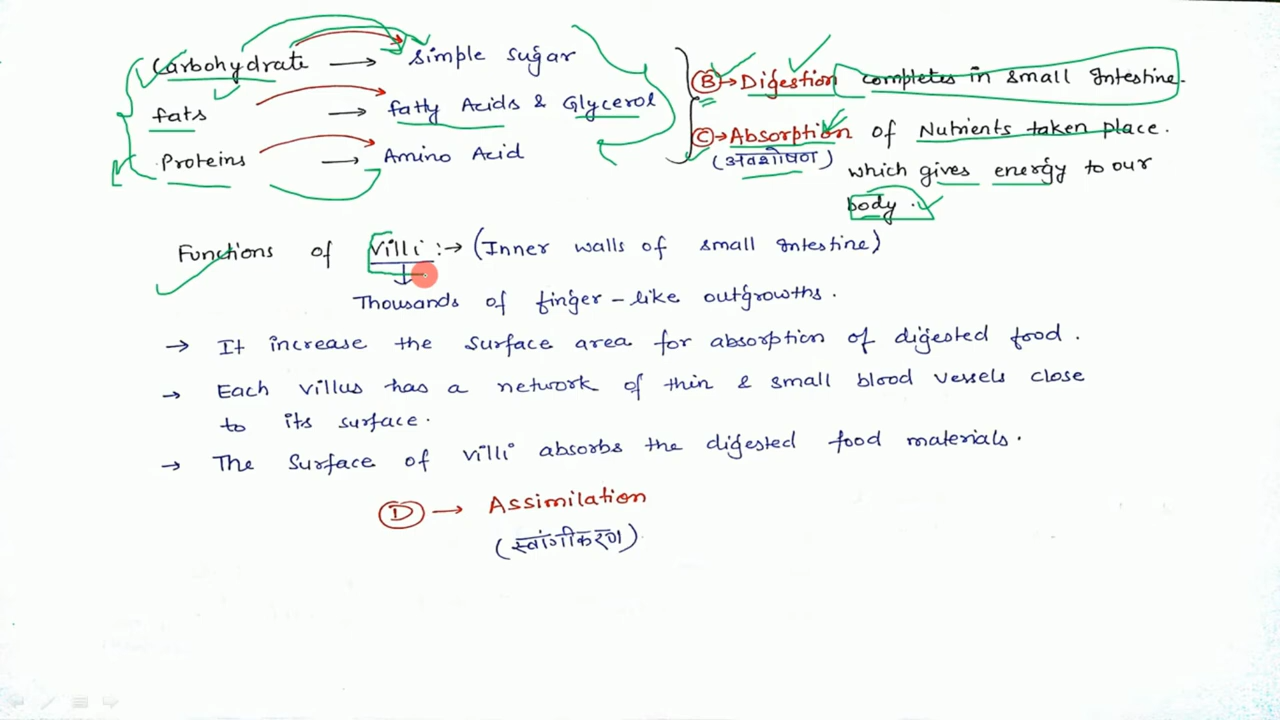 Carbohydrate → Simple Sugar
fats → fatty Acids & Glycerol
Proteins → Amino Acid
(B)→ Digestion completes in Small Intestine.
(C)→ Absorption of Nutrients taken place.
(अवशोषण) which gives energy to our
body.
Functions of Villi :→ (Inner walls of small Intestine)
Thousands of finger-like outgrowths.
→ It increase the Surface area for absorption of digested food.
→ Each villus has a network of thin & small blood vessels close
to its surface.
→ The Surface of villi absorbs the digested food materials.
(D) → Assimilation
(स्वांगीकरण)